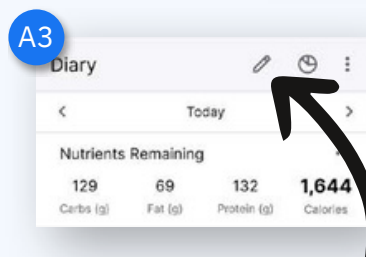 A3
Diary
Today
Nutrients Remaining
129 69 132 1,644
Carbs (g) Fat (g) Protein (g) Calories